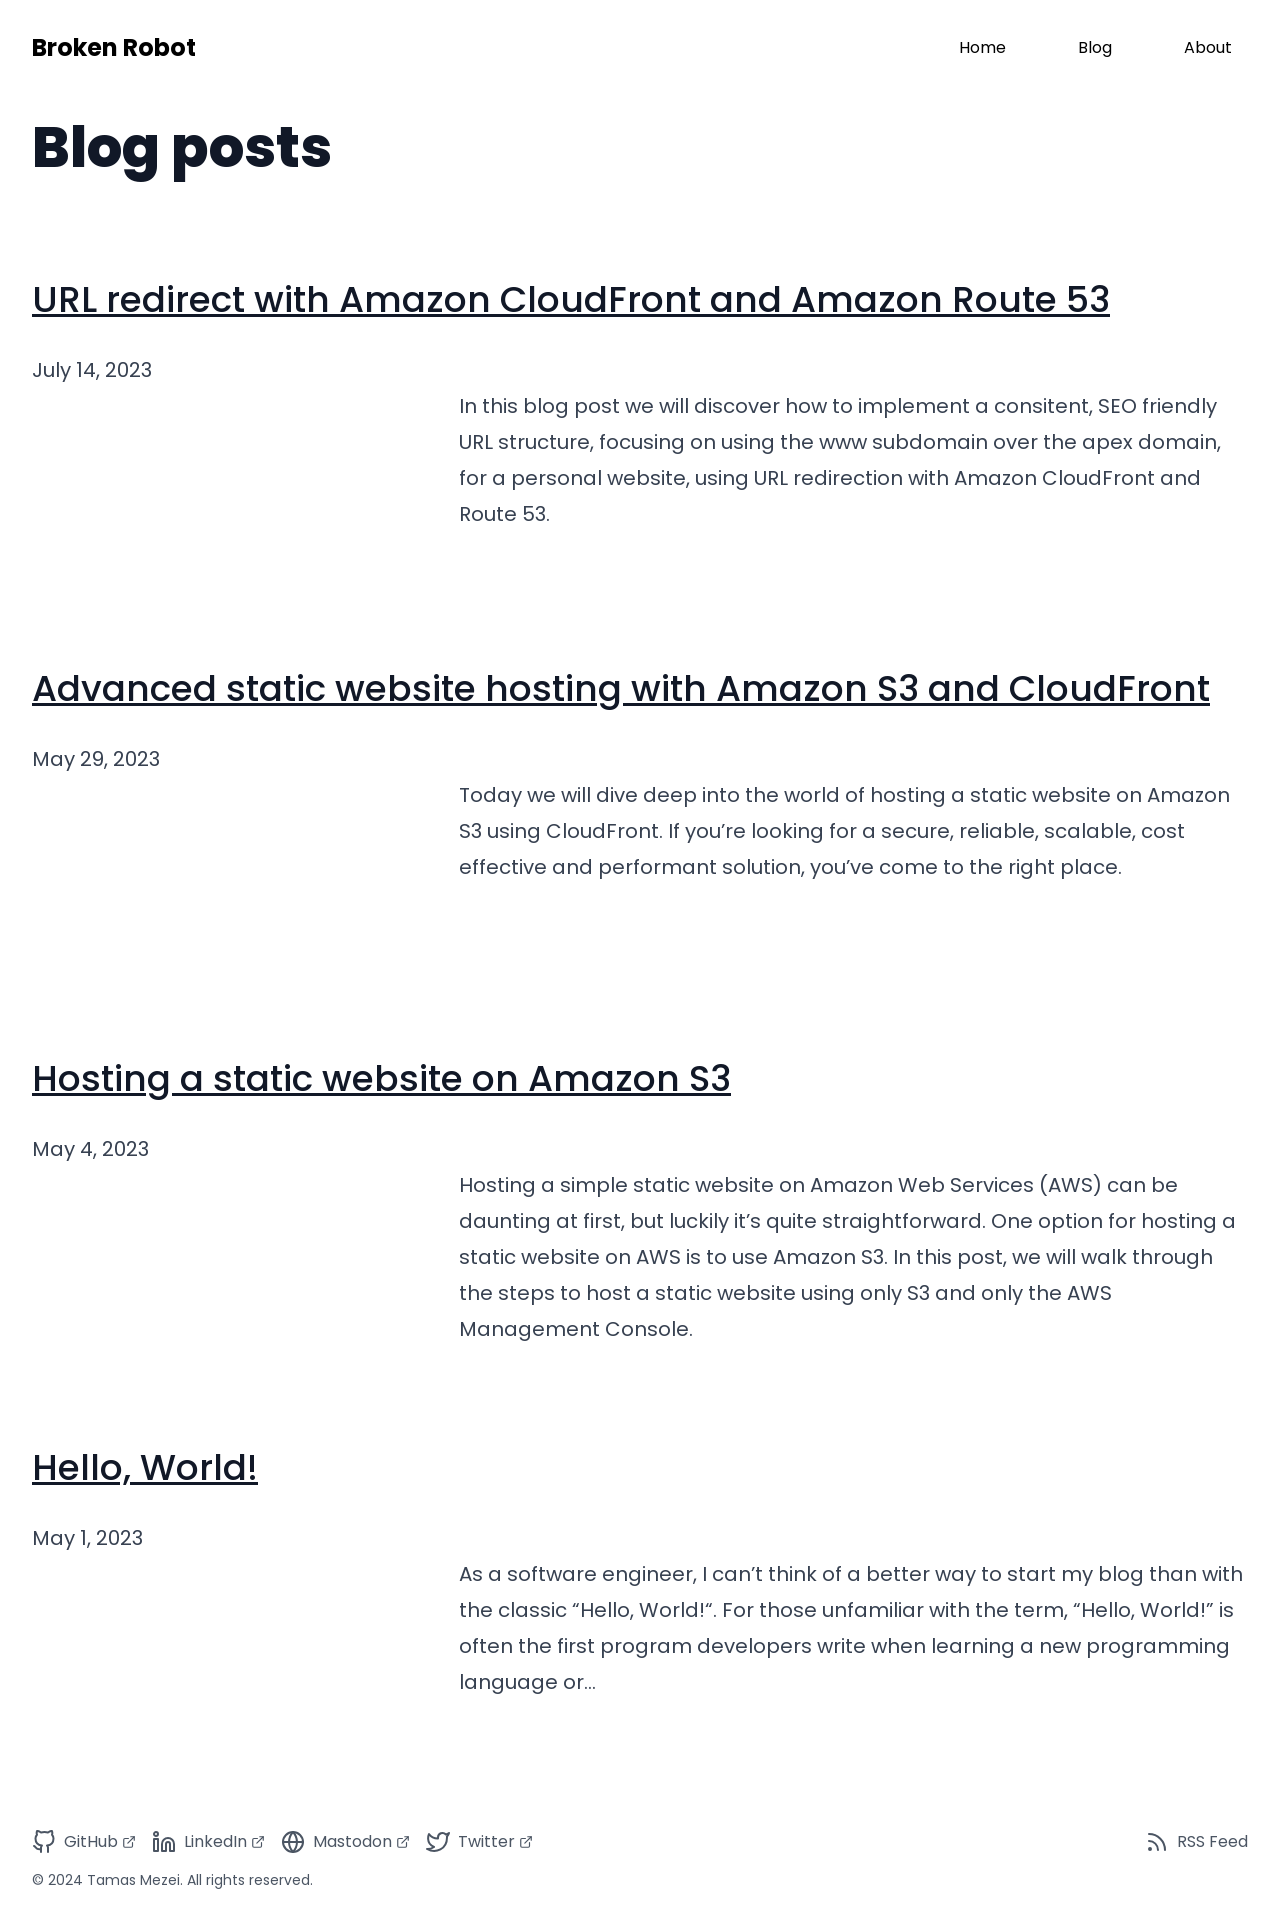 Broken Robot
Home
Blog
About
Blog posts
URL redirect with Amazon CloudFront and Amazon Route 53
July 14, 2023
In this blog post we will discover how to implement a consitent, SEO friendly
URL structure, focusing on using the www subdomain over the apex domain,
for a personal website, using URL redirection with Amazon CloudFront and
Route 53.
Advanced static website hosting with Amazon S3 and CloudFront
May 29, 2023
Today we will dive deep into the world of hosting a static website on Amazon
S3 using CloudFront. If you’re looking for a secure, reliable, scalable, cost
effective and performant solution, you’ve come to the right place.
Hosting a static website on Amazon S3
May 4, 2023
Hosting a simple static website on Amazon Web Services (AWS) can be
daunting at first, but luckily it’s quite straightforward. One option for hosting a
static website on AWS is to use Amazon S3. In this post, we will walk through
the steps to host a static website using only S3 and only the AWS
Management Console.
Hello, World!
May 1, 2023
As a software engineer, I can’t think of a better way to start my blog than with
the classic “Hello, World!“. For those unfamiliar with the term, “Hello, World!” is
often the first program developers write when learning a new programming
language or...
GitHub
LinkedIn
Mastodon
Twitter
RSS Feed
© 2024 Tamas Mezei. All rights reserved.